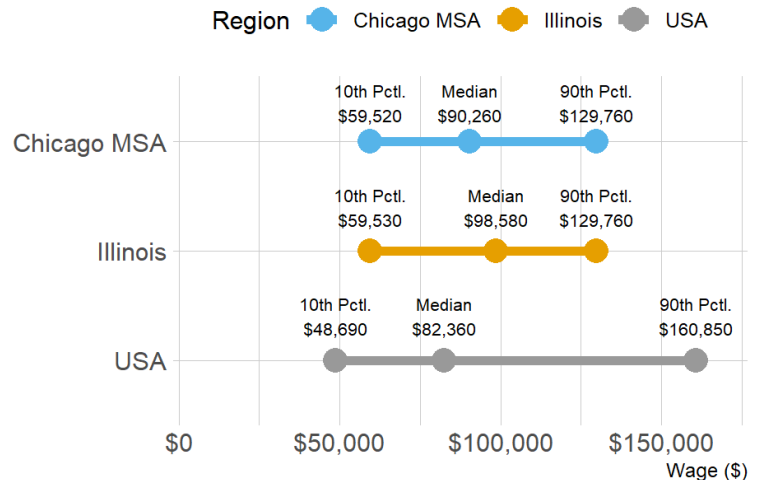 Region Chicago MSA Illinois USA
10th Pctl. Median 90th Pctl.
$59,520 $90,260 $129,760
Chicago MSA
10th Pctl. Median 90th Pctl.
$59,530 $98,580 $129,760
Illinois
10th Pctl. Median 90th Pctl.
$48,690 $82,360 $160,850
USA
$0 $50,000 $100,000 $150,000
Wage ($)